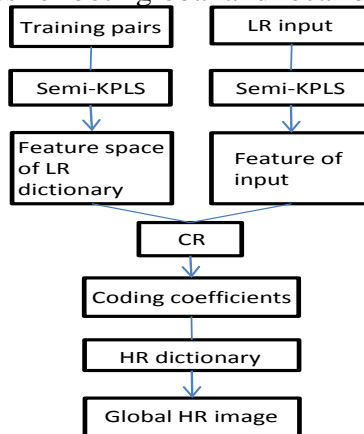 Training pairs
LR input
Semi-KPLS
Semi-KPLS
Feature space
of LR
dictionary
Feature of
input
CR
Coding coefficients
HR dictionary
Global HR image